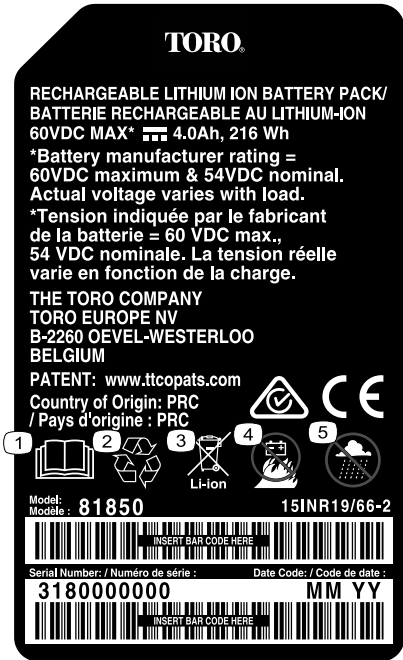 TORO.
RECHARGEABLE LITHIUM ION BATTERY PACK/
BATTERIE RECHARGEABLE AU LITHIUM-ION
60VDC MAX* 4.0Ah, 216 Wh
*Battery manufacturer rating =
60VDC maximum & 54VDC nominal.
Actual voltage varies with load.
*Tension indiquée par le fabricant
de la batterie = 60 VDC max.,
54 VDC nominale. La tension réelle
varie en fonction de la charge.
THE TORO COMPANY
TORO EUROPE NV
B-2260 OEVEL-WESTERLOO
BELGIUM
PATENT: www.ttcopats.com
Country of Origin: PRC
/ Pays d'origine : PRC
CE
1 2 3 4 5
Li-ion
Model:
Modèle : 81850 15INR19/66-2
INSERT BAR CODE HERE
Serial Number: / Numéro de série : Date Code: / Code de date :
3180000000 MM YY
INSERT BAR CODE HERE